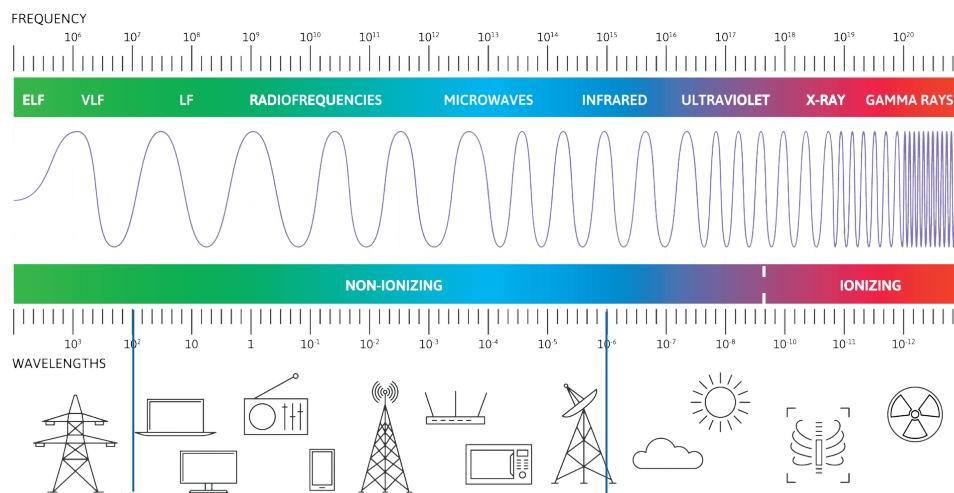 FREQUENCY
10⁶ 10⁷ 10⁸ 10⁹ 10¹⁰ 10¹¹ 10¹² 10¹³ 10¹⁴ 10¹⁵ 10¹⁶ 10¹⁷ 10¹⁸ 10¹⁹ 10²⁰
ELF VLF LF RADIOFREQUENCIES MICROWAVES INFRARED ULTRAVIOLET X-RAY GAMMA RAYS
NON-IONIZING IONIZING
10³ 10² 10 1 10⁻¹ 10⁻² 10⁻³ 10⁻⁴ 10⁻⁵ 10⁻⁶ 10⁻⁷ 10⁻⁸ 10⁻¹⁰ 10⁻¹¹ 10⁻¹²
WAVELENGTHS